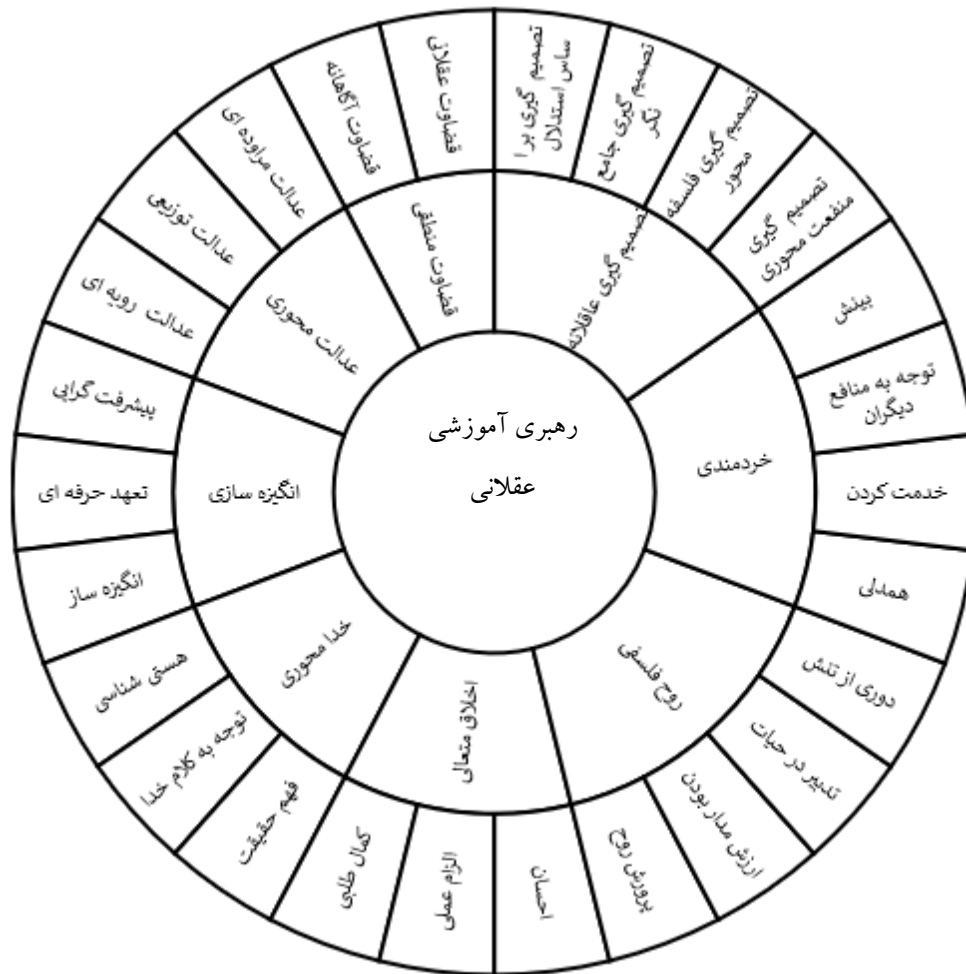 رهبری آموزشی
عقلانی
تصمیم گیری عاقلانه
خردمندی
روح فلسفی
اخلاق متعالی
خدا محوری
انگیزه سازی
عدالت محوری
قضاوت منطقی
تصمیم گیری بر ا
ساس استدلال
تصمیم گیری جامع
نگر
تصمیم گیری فلسفه
محور
تصمیم گیری
منفعت محوری
بینش
توجه به منافع
دیگران
خدمت کردن
همدلی
دوری از تنش
تدبیر در حیات
ارزش مدار بودن
پرورش روح
احسان
الزام عملی
کمال طلبی
فهم حقیقت
توجه به کلام خدا
هستی شناسی
انگیزه ساز
تعهد حرفه ای
پیشرفت گرایی
عدالت رویه ای
عدالت توزیعی
عدالت مراوده ای
قضاوت آگاهانه
قضاوت عقلانی